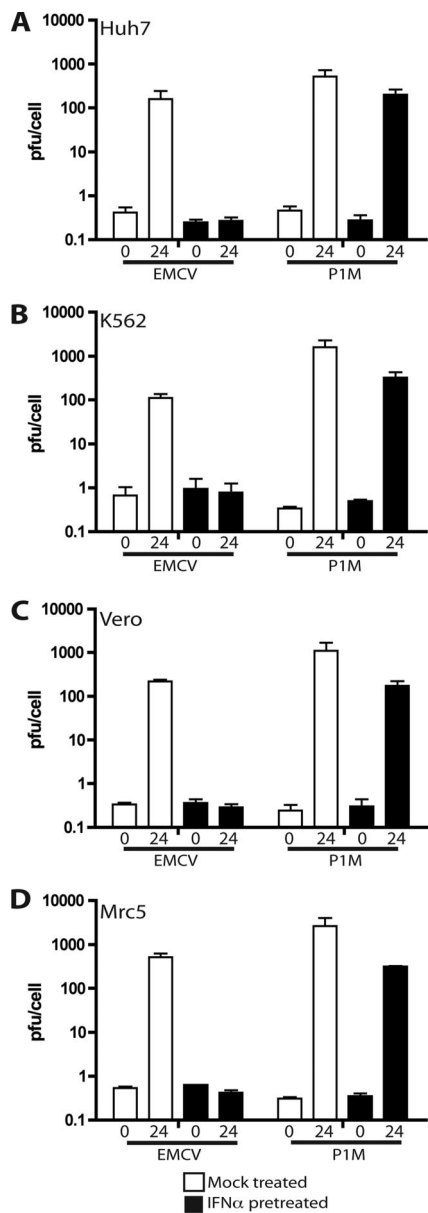 A Huh7
10000
1000
100
10
1
0.1
pfu/cell
0 24 0 24 0 24 0 24
EMCV P1M
B K562
10000
1000
100
10
1
0.1
pfu/cell
0 24 0 24 0 24 0 24
EMCV P1M
C Vero
10000
1000
100
10
1
0.1
pfu/cell
0 24 0 24 0 24 0 24
EMCV P1M
D Mrc5
10000
1000
100
10
1
0.1
pfu/cell
0 24 0 24 0 24 0 24
EMCV P1M
Mock treated
IFNα pretreated